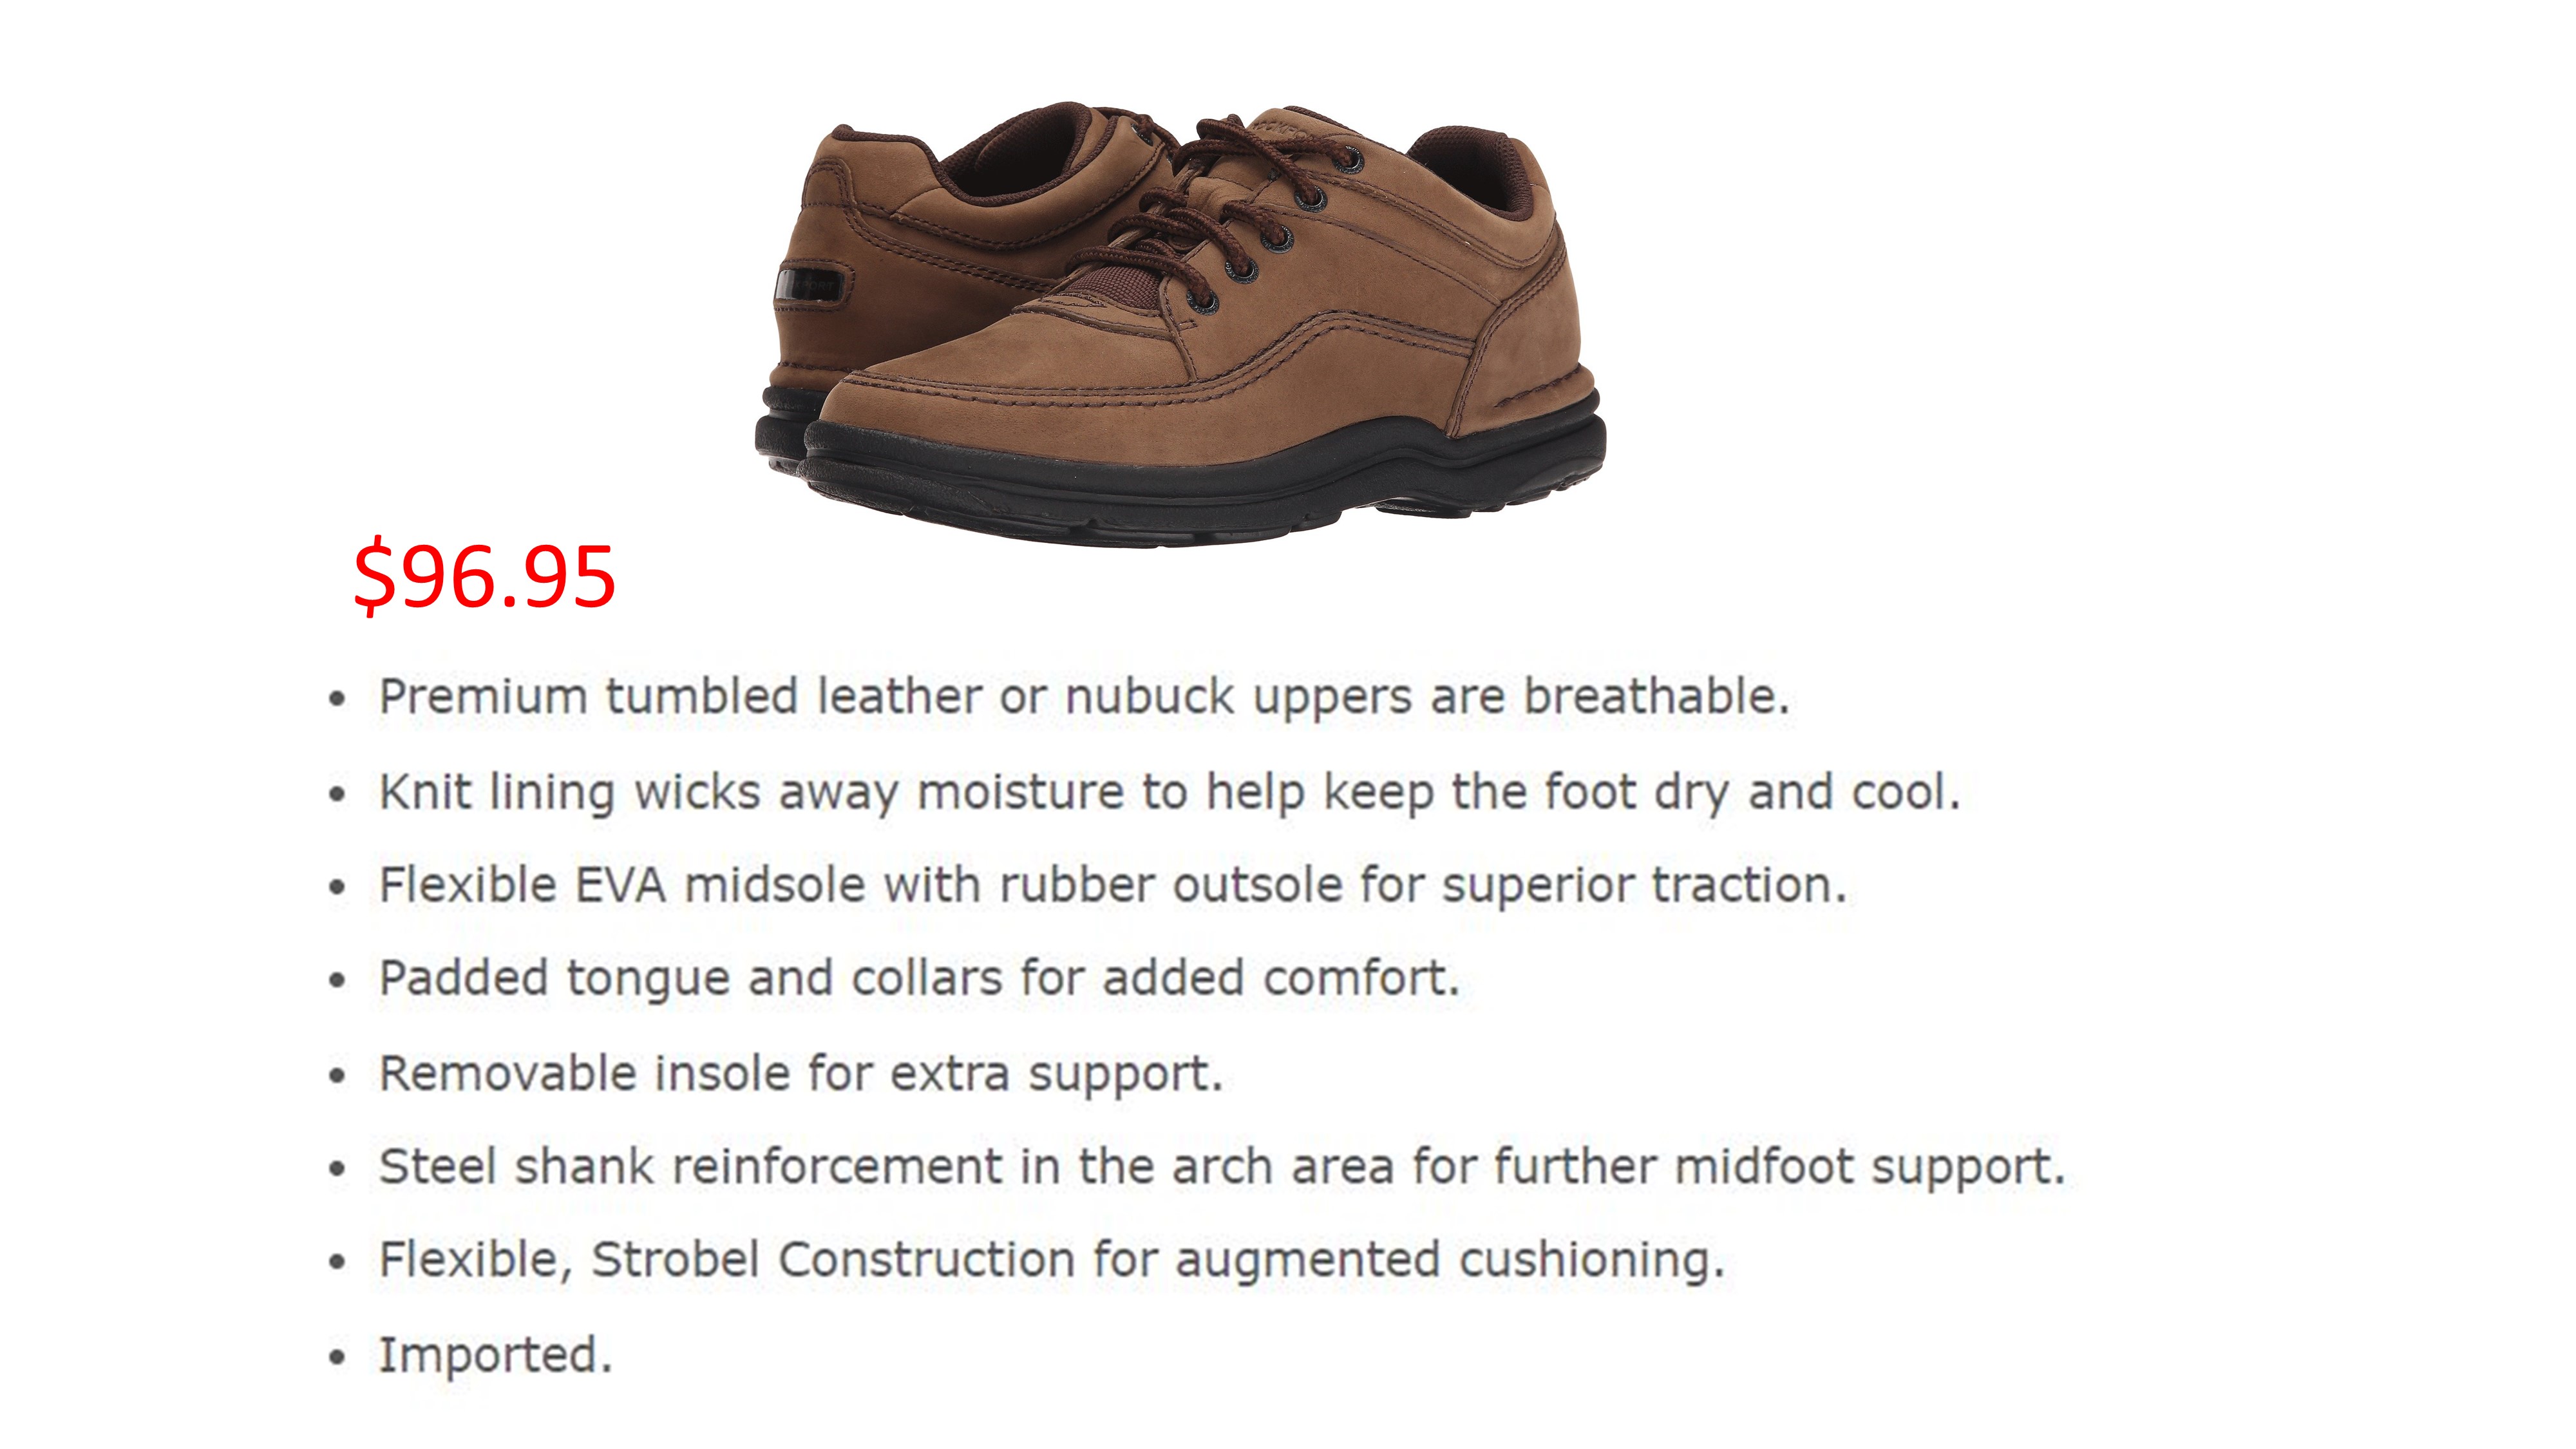 $96.95
• Premium tumbled leather or nubuck uppers are breathable.
• Knit lining wicks away moisture to help keep the foot dry and cool.
• Flexible EVA midsole with rubber outsole for superior traction.
• Padded tongue and collars for added comfort.
• Removable insole for extra support.
• Steel shank reinforcement in the arch area for further midfoot support.
• Flexible, Strobel Construction for augmented cushioning.
• Imported.